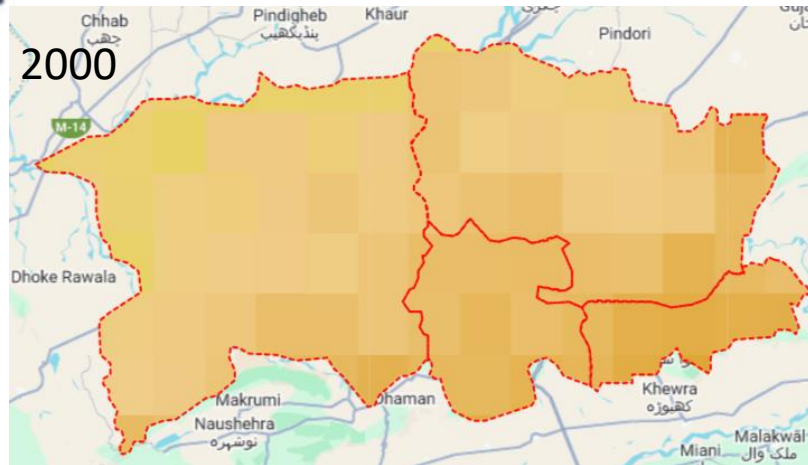 2000
Chhab
چھب
Pindigheb
پنڈیگھیب
Khaur
Pindori
M-14
Dhoke Rawala
Makrumi
Naushehra
نوشہرہ
Dhaman
Khewra
کھیوڑہ
Miani
Malakwāl
ملک وال